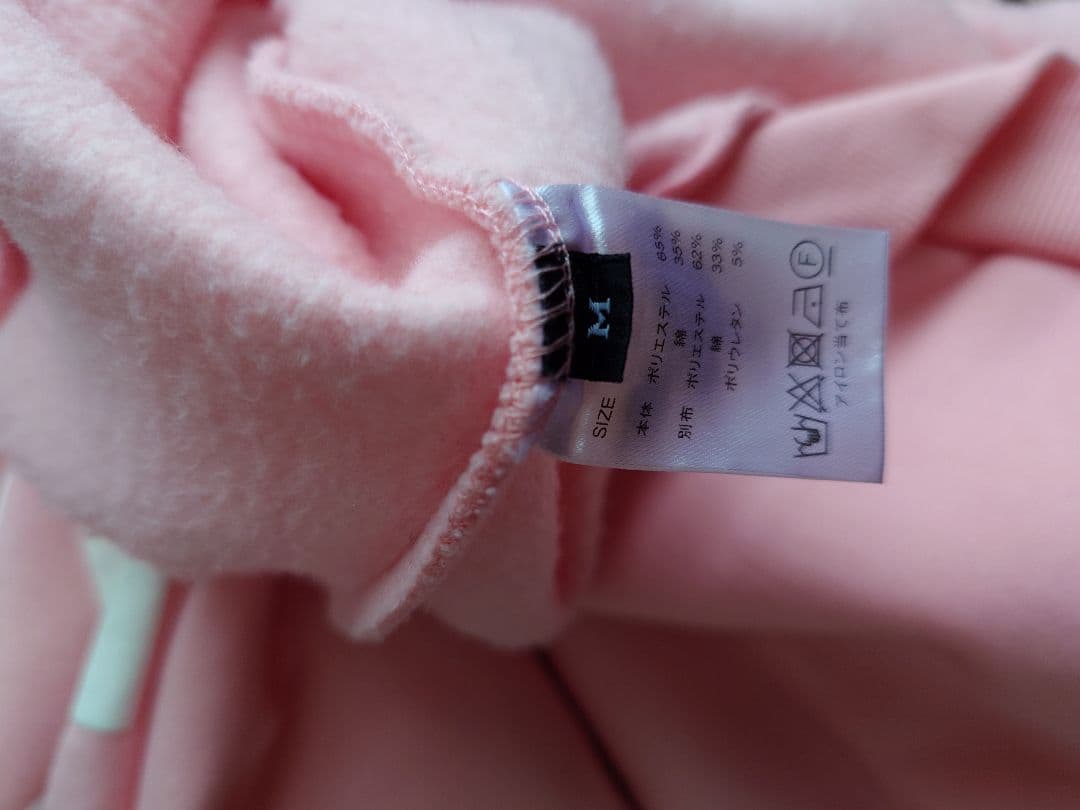 M
SIZE
本体 ポリエステル 65%
綿 35%
別布 ポリエステル 62%
綿 33%
ポリウレタン 5%
F
アイロン当て布